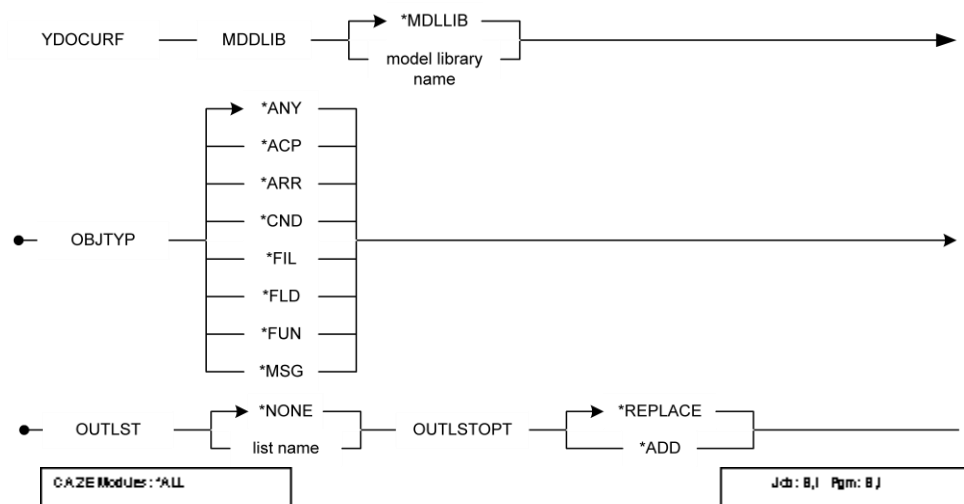 *MDLLIB
YDOCURF MDDLIB
model library
name
*ANY
*ACP
*ARR
*CND
OBJTYP
*FIL
*FLD
*FUN
*MSG
*NONE *REPLACE
OUTLST OUTLSTOPT
list name *ADD
CA 2E Modules: *ALL Job: B,I Pgm: B,I